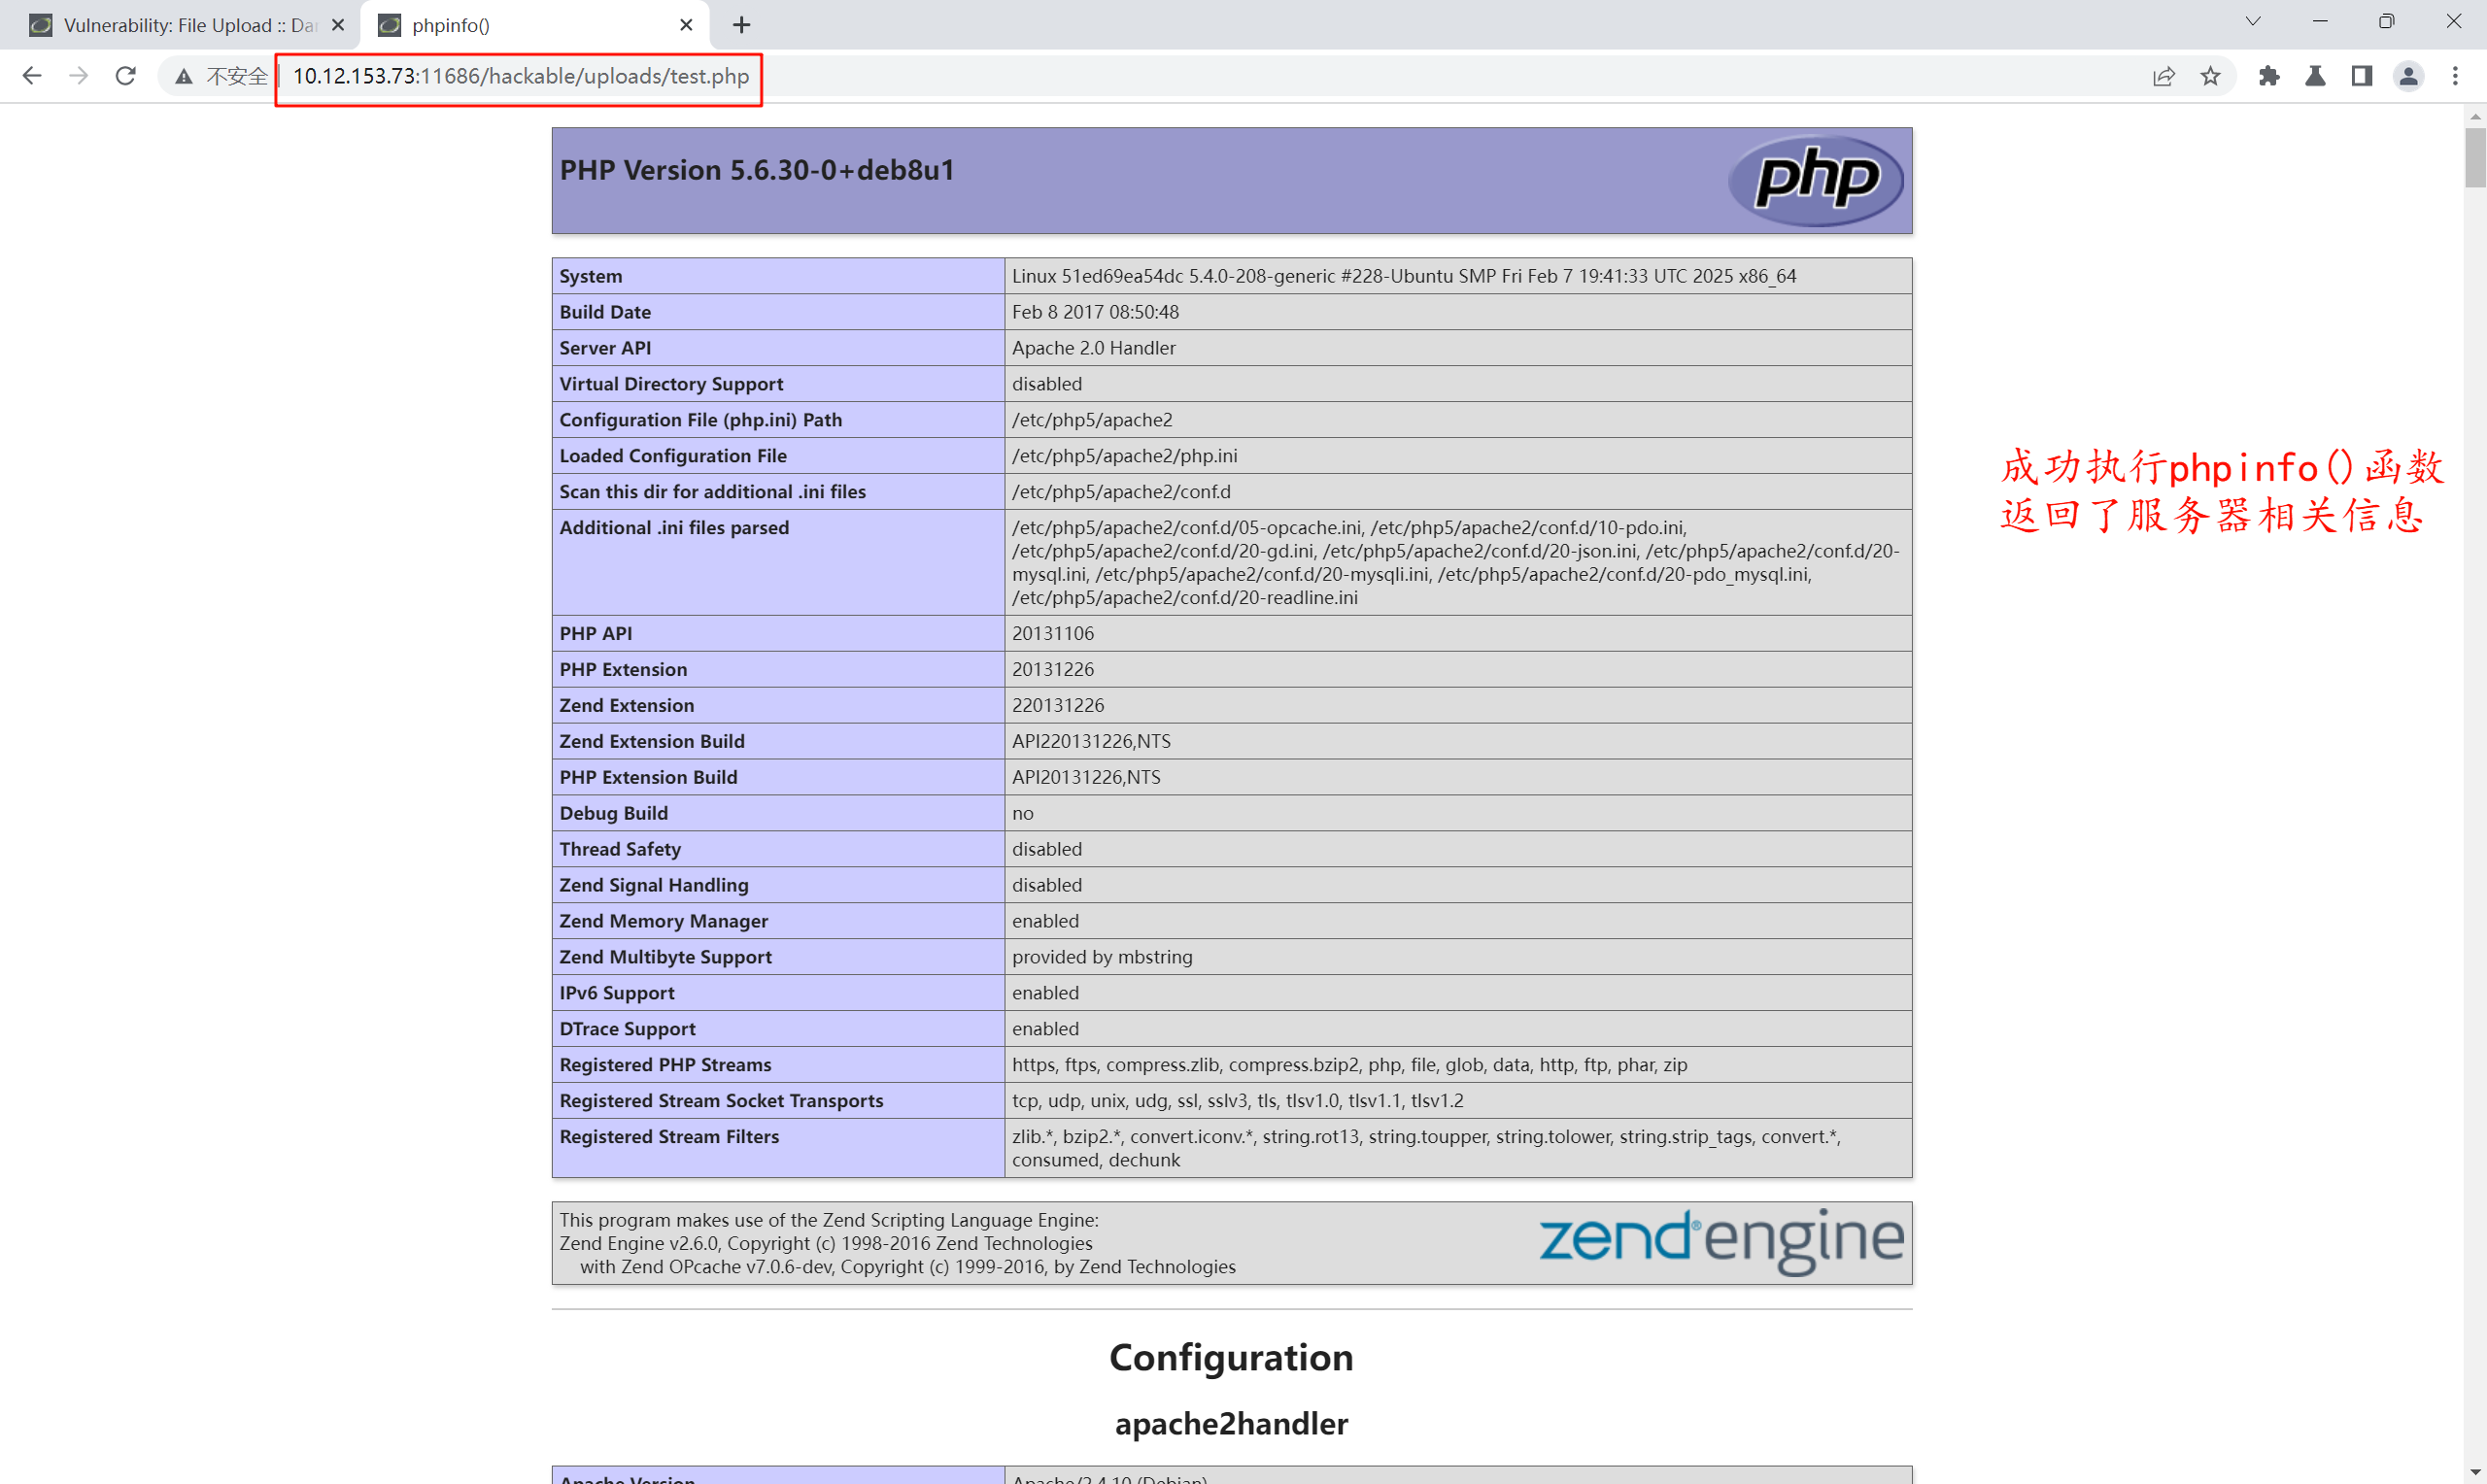 Vulnerability: File Upload :: Da
phpinfo()
不安全 10.12.153.73:11686/hackable/uploads/test.php
PHP Version 5.6.30-0+deb8u1
php
System Linux 51ed69ea54dc 5.4.0-208-generic #228-Ubuntu SMP Fri Feb 7 19:41:33 UTC 2025 x86_64
Build Date Feb 8 2017 08:50:48
Server API Apache 2.0 Handler
Virtual Directory Support disabled
Configuration File (php.ini) Path /etc/php5/apache2
Loaded Configuration File /etc/php5/apache2/php.ini
Scan this dir for additional .ini files /etc/php5/apache2/conf.d
Additional .ini files parsed /etc/php5/apache2/conf.d/05-opcache.ini, /etc/php5/apache2/conf.d/10-pdo.ini,
/etc/php5/apache2/conf.d/20-gd.ini, /etc/php5/apache2/conf.d/20-json.ini, /etc/php5/apache2/conf.d/20-
mysql.ini, /etc/php5/apache2/conf.d/20-mysqli.ini, /etc/php5/apache2/conf.d/20-pdo_mysql.ini,
/etc/php5/apache2/conf.d/20-readline.ini
成功执行phpinfo()函数
返回了服务器相关信息
PHP API 20131106
PHP Extension 20131226
Zend Extension 220131226
Zend Extension Build API220131226,NTS
PHP Extension Build API20131226,NTS
Debug Build no
Thread Safety disabled
Zend Signal Handling disabled
Zend Memory Manager enabled
Zend Multibyte Support provided by mbstring
IPv6 Support enabled
DTrace Support enabled
Registered PHP Streams https, ftps, compress.zlib, compress.bzip2, php, file, glob, data, http, ftp, phar, zip
Registered Stream Socket Transports tcp, udp, unix, udg, ssl, sslv3, tls, tlsv1.0, tlsv1.1, tlsv1.2
Registered Stream Filters zlib.*, bzip2.*, convert.iconv.*, string.rot13, string.toupper, string.tolower, string.strip_tags, convert.*,
consumed, dechunk
This program makes use of the Zend Scripting Language Engine:
Zend Engine v2.6.0, Copyright (c) 1998-2016 Zend Technologies
with Zend OPcache v7.0.6-dev, Copyright (c) 1999-2016, by Zend Technologies
zend®engine
Configuration
apache2handler
Apache Version Apache/2.4.10 (Debian)